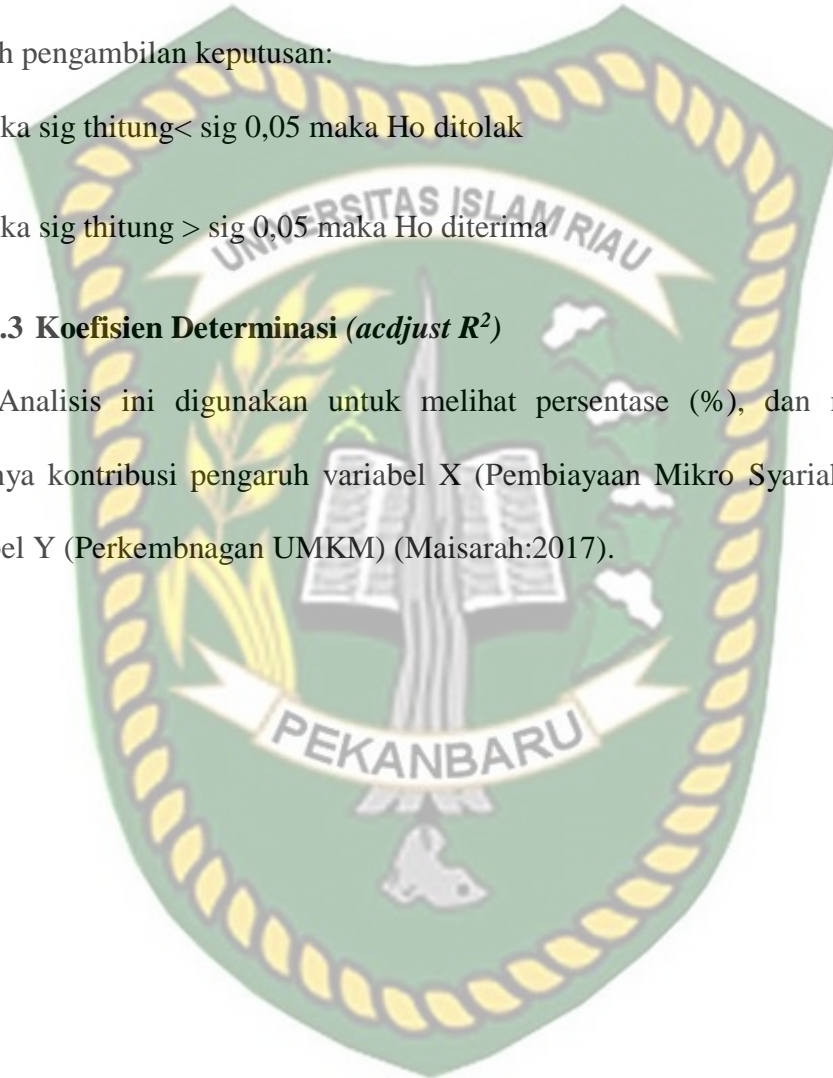 h pengambilan keputusan:
ka sig thitung< sig 0,05 maka Ho ditolak
ka sig thitung > sig 0,05 maka Ho diterima
UNIVERSITAS ISLAM RIAU
.3 Koefisien Determinasi (acdjust R²)
Analisis ini digunakan untuk melihat persentase (%), dan
nya kontribusi pengaruh variabel X (Pembiayaan Mikro Syariah
el Y (Perkembnagan UMKM) (Maisarah:2017).
PEKANBARU